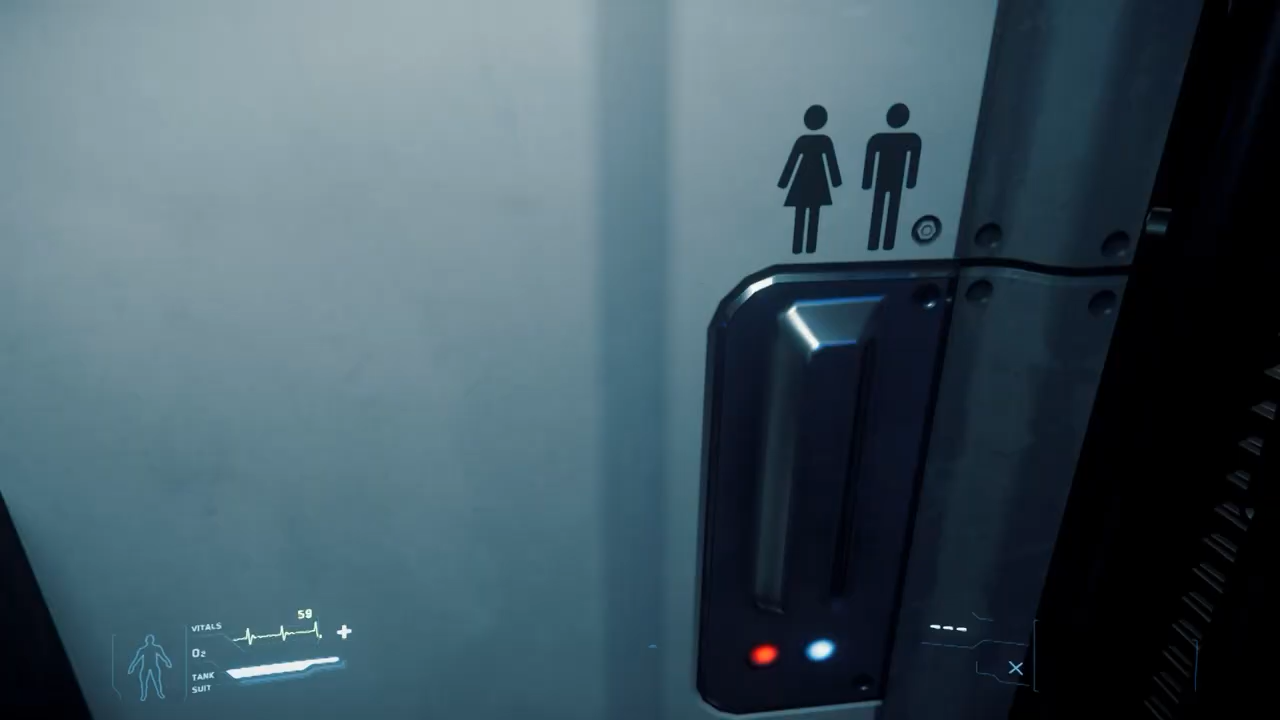 59
VITALS
O₂
TANK
SUIT
---